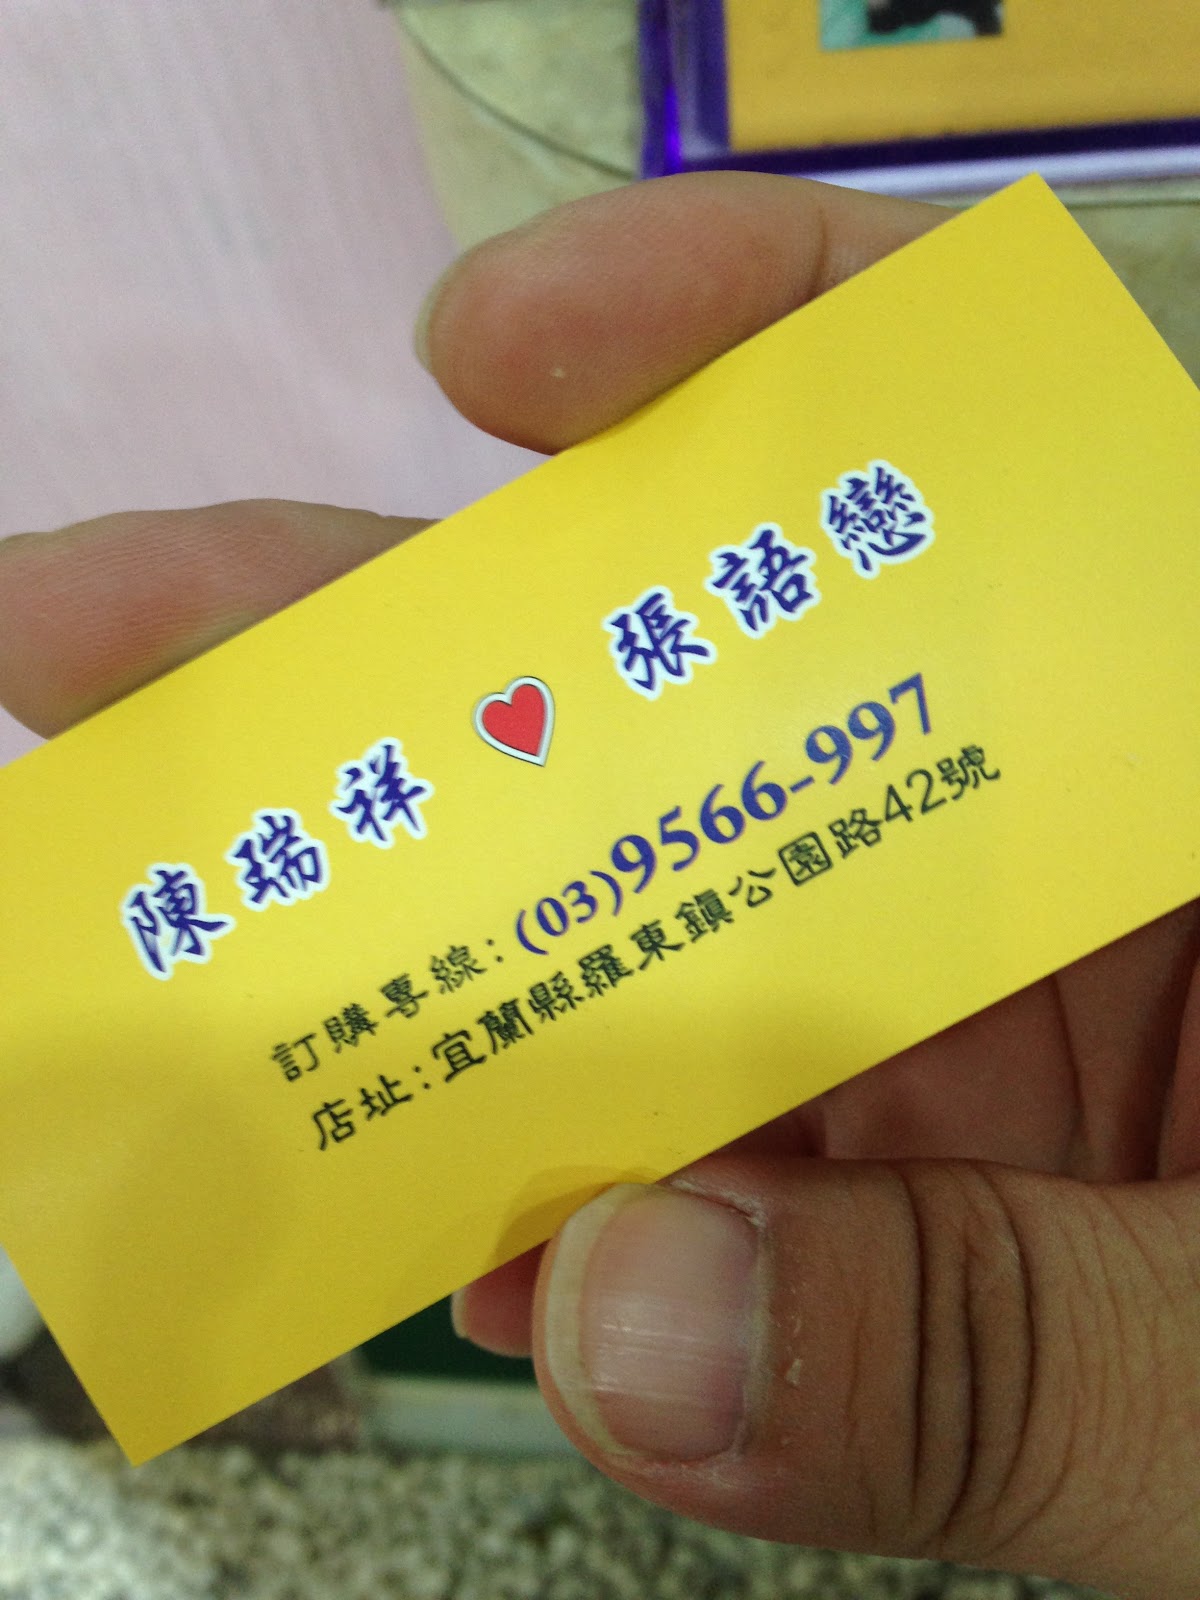 陳瑞祥 ♥ 張語戀
訂購專線：(03)9566-997
店址：宜蘭縣羅東鎮公園路42號